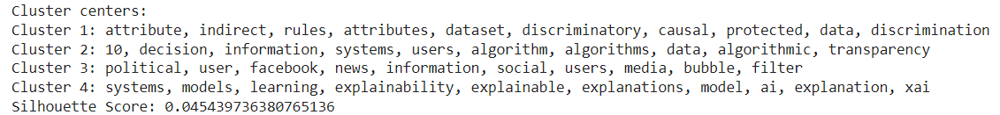 Cluster centers:
Cluster 1: attribute, indirect, rules, attributes, dataset, discriminatory, causal, protected, data, discrimination
Cluster 2: 10, decision, information, systems, users, algorithm, algorithms, data, algorithmic, transparency
Cluster 3: political, user, facebook, news, information, social, users, media, bubble, filter
Cluster 4: systems, models, learning, explainability, explainable, explanations, model, ai, explanation, xai
Silhouette Score: 0.045439736380765136